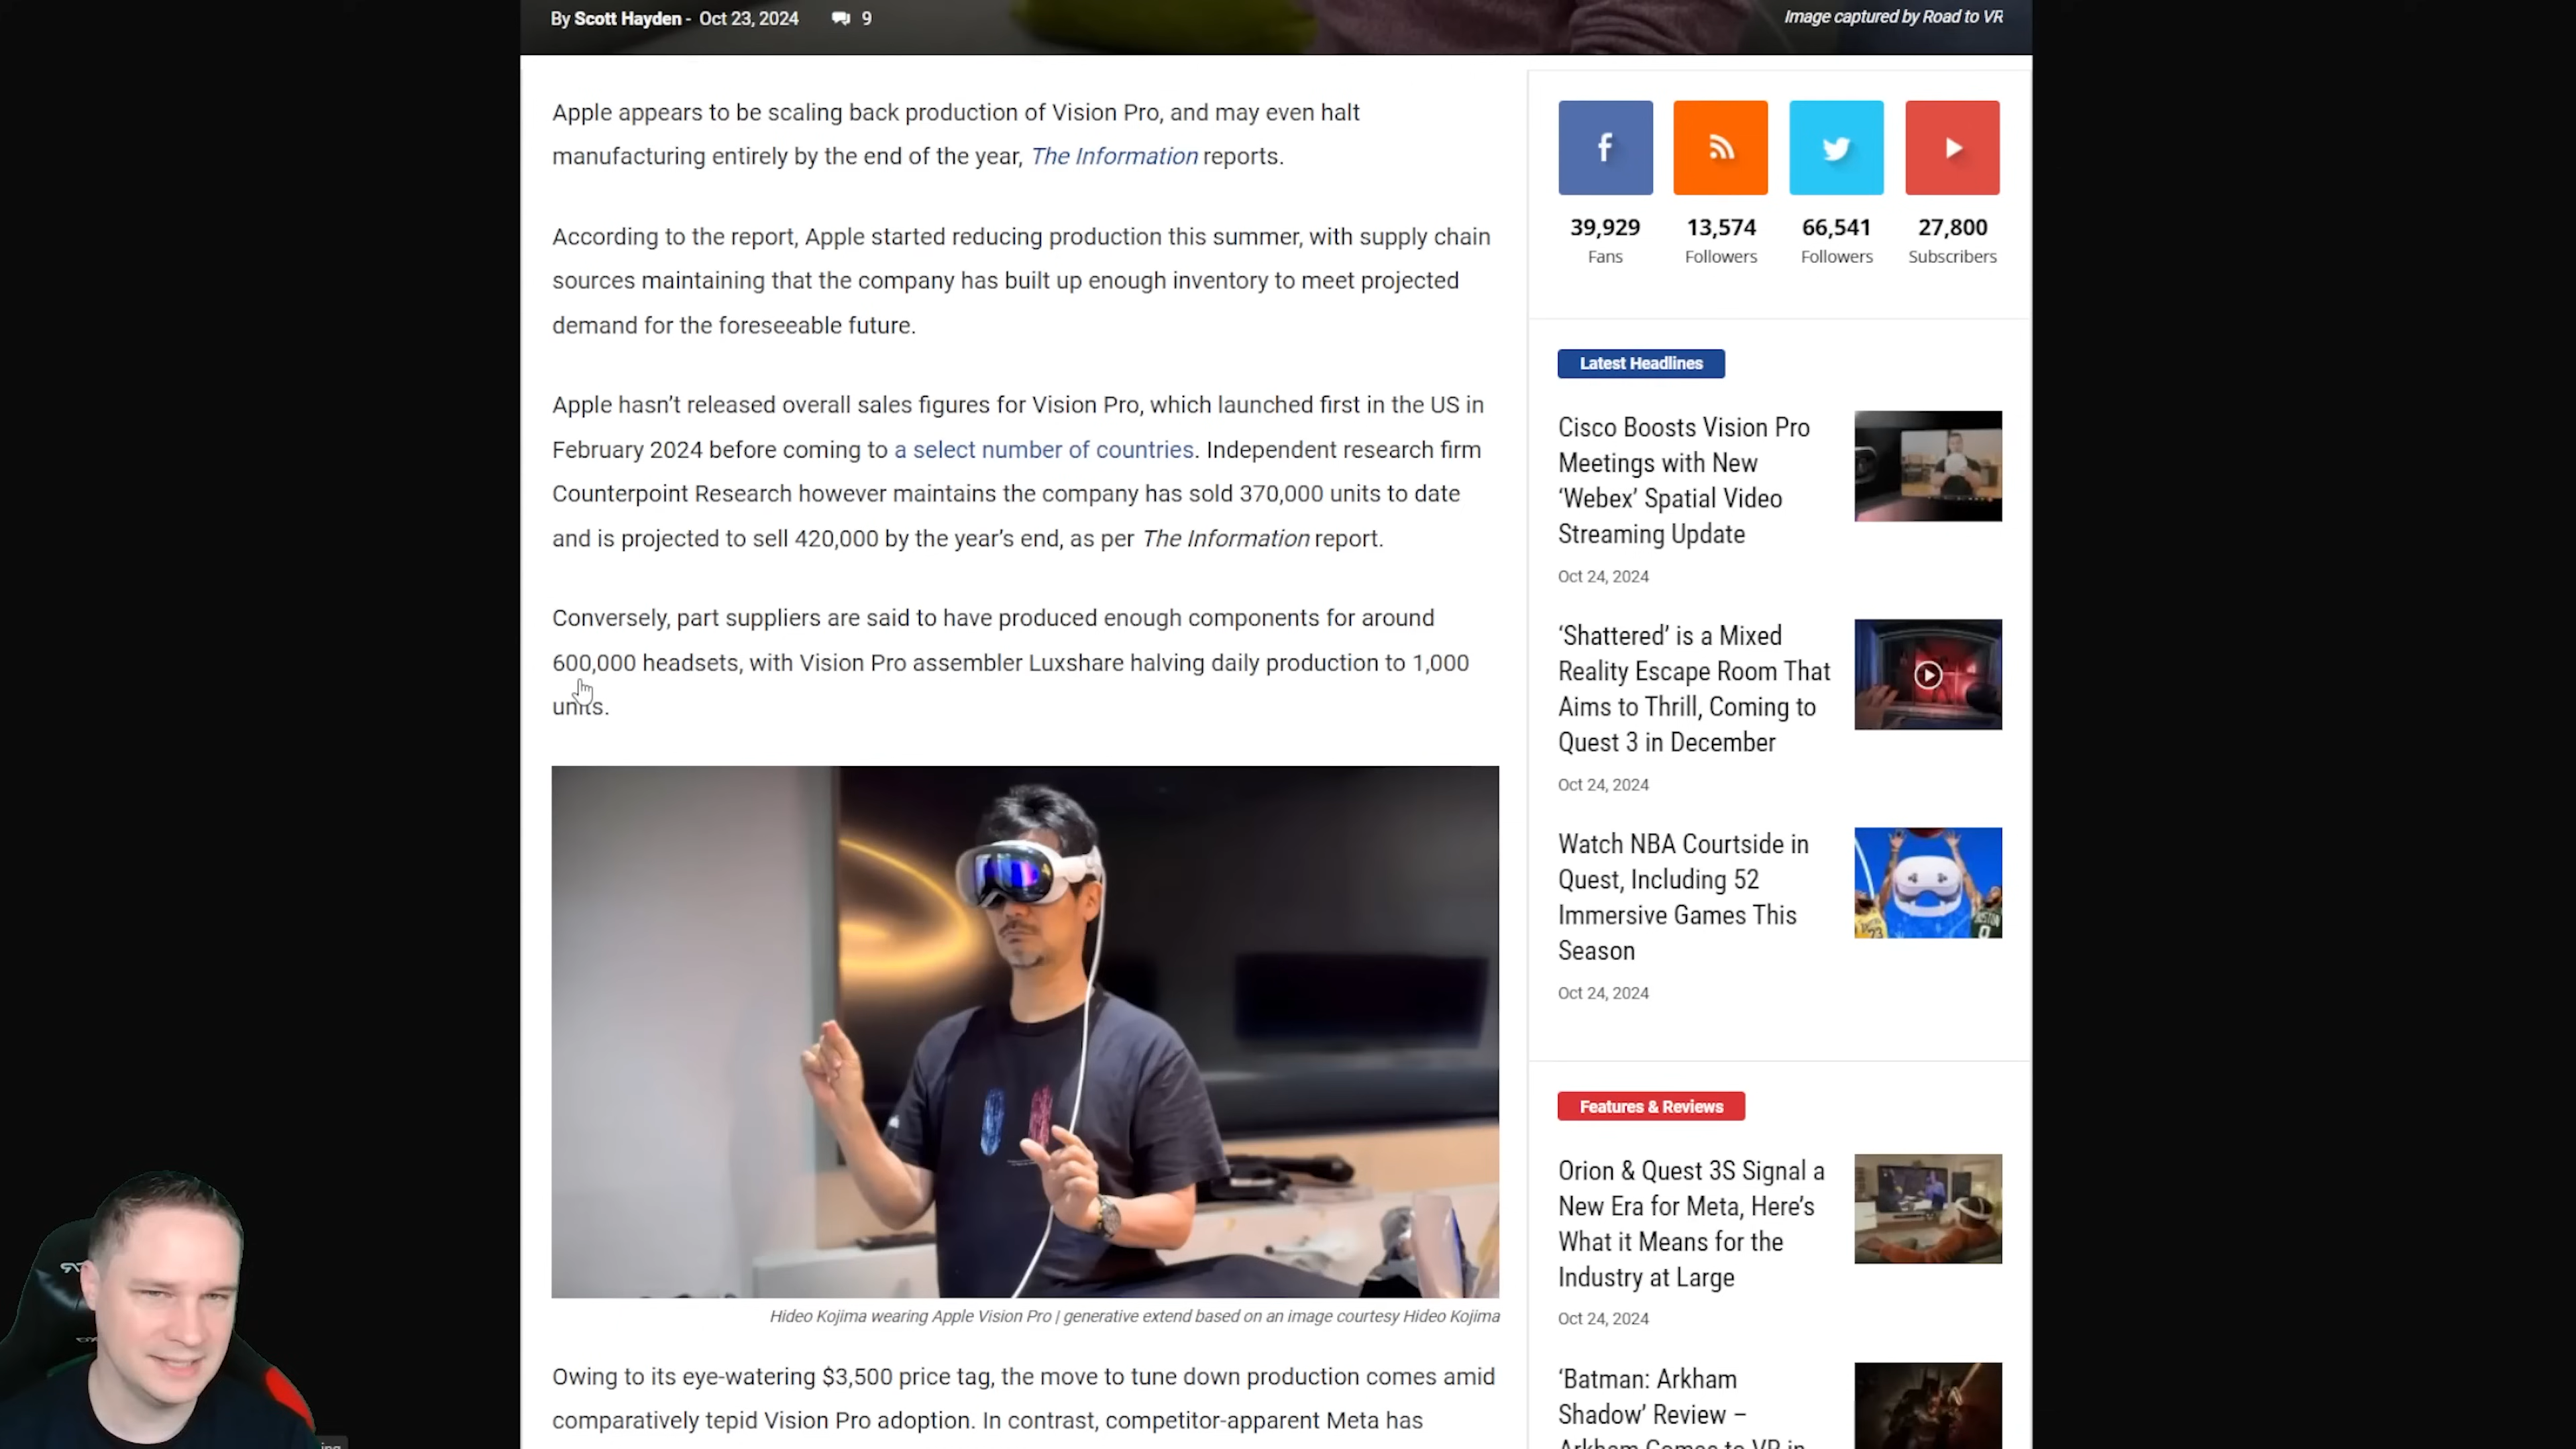 By Scott Hayden - Oct 23, 2024 9
Image captured by Road to VR
Apple appears to be scaling back production of Vision Pro, and may even halt
manufacturing entirely by the end of the year, The Information reports.
According to the report, Apple started reducing production this summer, with supply chain
sources maintaining that the company has built up enough inventory to meet projected
demand for the foreseeable future.
Apple hasn't released overall sales figures for Vision Pro, which launched first in the US in
February 2024 before coming to a select number of countries. Independent research firm
Counterpoint Research however maintains the company has sold 370,000 units to date
and is projected to sell 420,000 by the year's end, as per The Information report.
Conversely, part suppliers are said to have produced enough components for around
600,000 headsets, with Vision Pro assembler Luxshare halving daily production to 1,000
units.
Hideo Kojima wearing Apple Vision Pro | generative extend based on an image courtesy Hideo Kojima
Owing to its eye-watering $3,500 price tag, the move to tune down production comes amid
comparatively tepid Vision Pro adoption. In contrast, competitor-apparent Meta has
39,929
Fans
13,574
Followers
66,541
Followers
27,800
Subscribers
Latest Headlines
Cisco Boosts Vision Pro
Meetings with New
‘Webex’ Spatial Video
Streaming Update
Oct 24, 2024
‘Shattered’ is a Mixed
Reality Escape Room That
Aims to Thrill, Coming to
Quest 3 in December
Oct 24, 2024
Watch NBA Courtside in
Quest, Including 52
Immersive Games This
Season
Oct 24, 2024
Features & Reviews
Orion & Quest 3S Signal a
New Era for Meta, Here's
What it Means for the
Industry at Large
Oct 24, 2024
‘Batman: Arkham
Shadow’ Review –
Arkham Comes to VR in